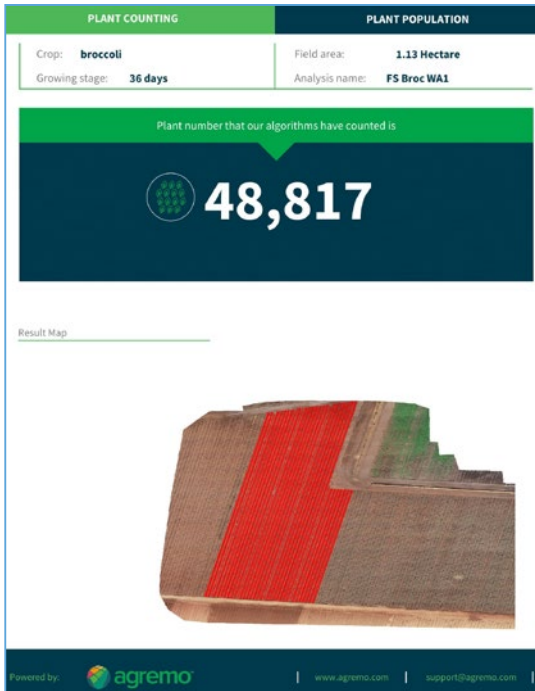 PLANT COUNTING
PLANT POPULATION
Crop: broccoli
Growing stage: 36 days
Field area: 1.13 Hectare
Analysis name: FS Broc WA1
Plant number that our algorithms have counted is
48,817
Result Map
Powered by: agremo | www.agremo.com | support@agremo.com |